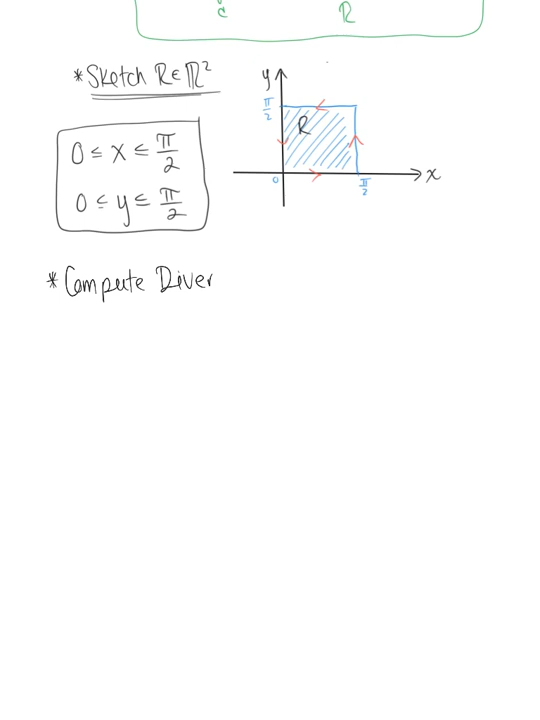 c R
* Sketch R ∈ ℝ²
0 ≤ x ≤ π/2
0 ≤ y ≤ π/2
y
π/2
R
0 π/2 x
* Compute Diver